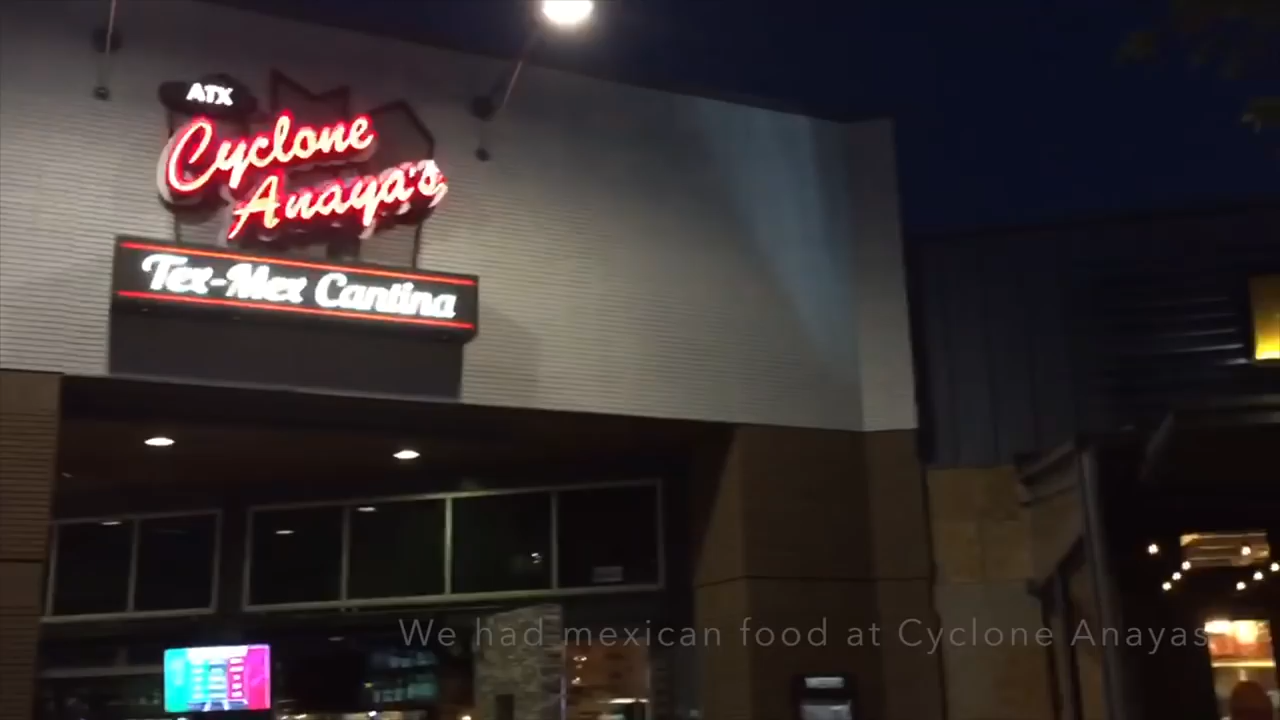 ATX
Cyclone
Anaya's
Tex-Mex Cantina
We had mexican food at Cyclone Anayas